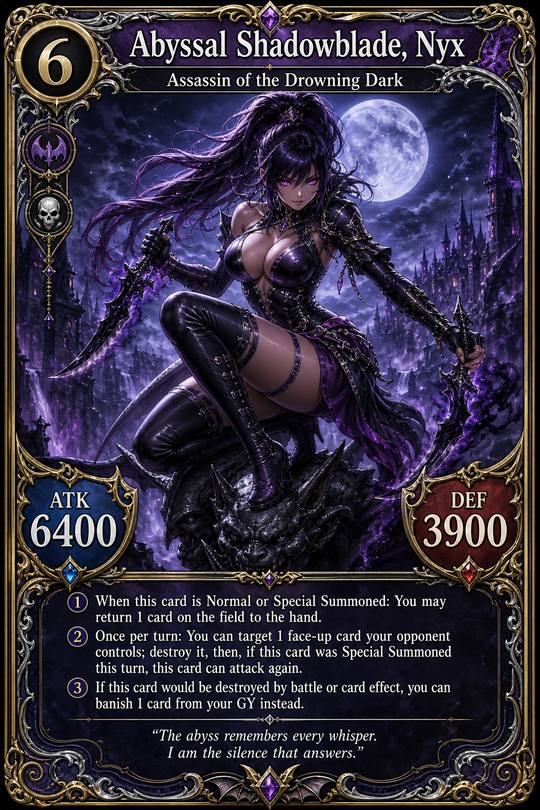 6
Abyssal Shadowblade, Nyx
Assassin of the Drowning Dark
ATK
6400
DEF
3900
1 When this card is Normal or Special Summoned: You may
return 1 card on the field to the hand.
2 Once per turn: You can target 1 face-up card your opponent
controls; destroy it, then, if this card was Special Summoned
this turn, this card can attack again.
3 If this card would be destroyed by battle or card effect, you can
banish 1 card from your GY instead.
“The abyss remembers every whisper.
I am the silence that answers.”